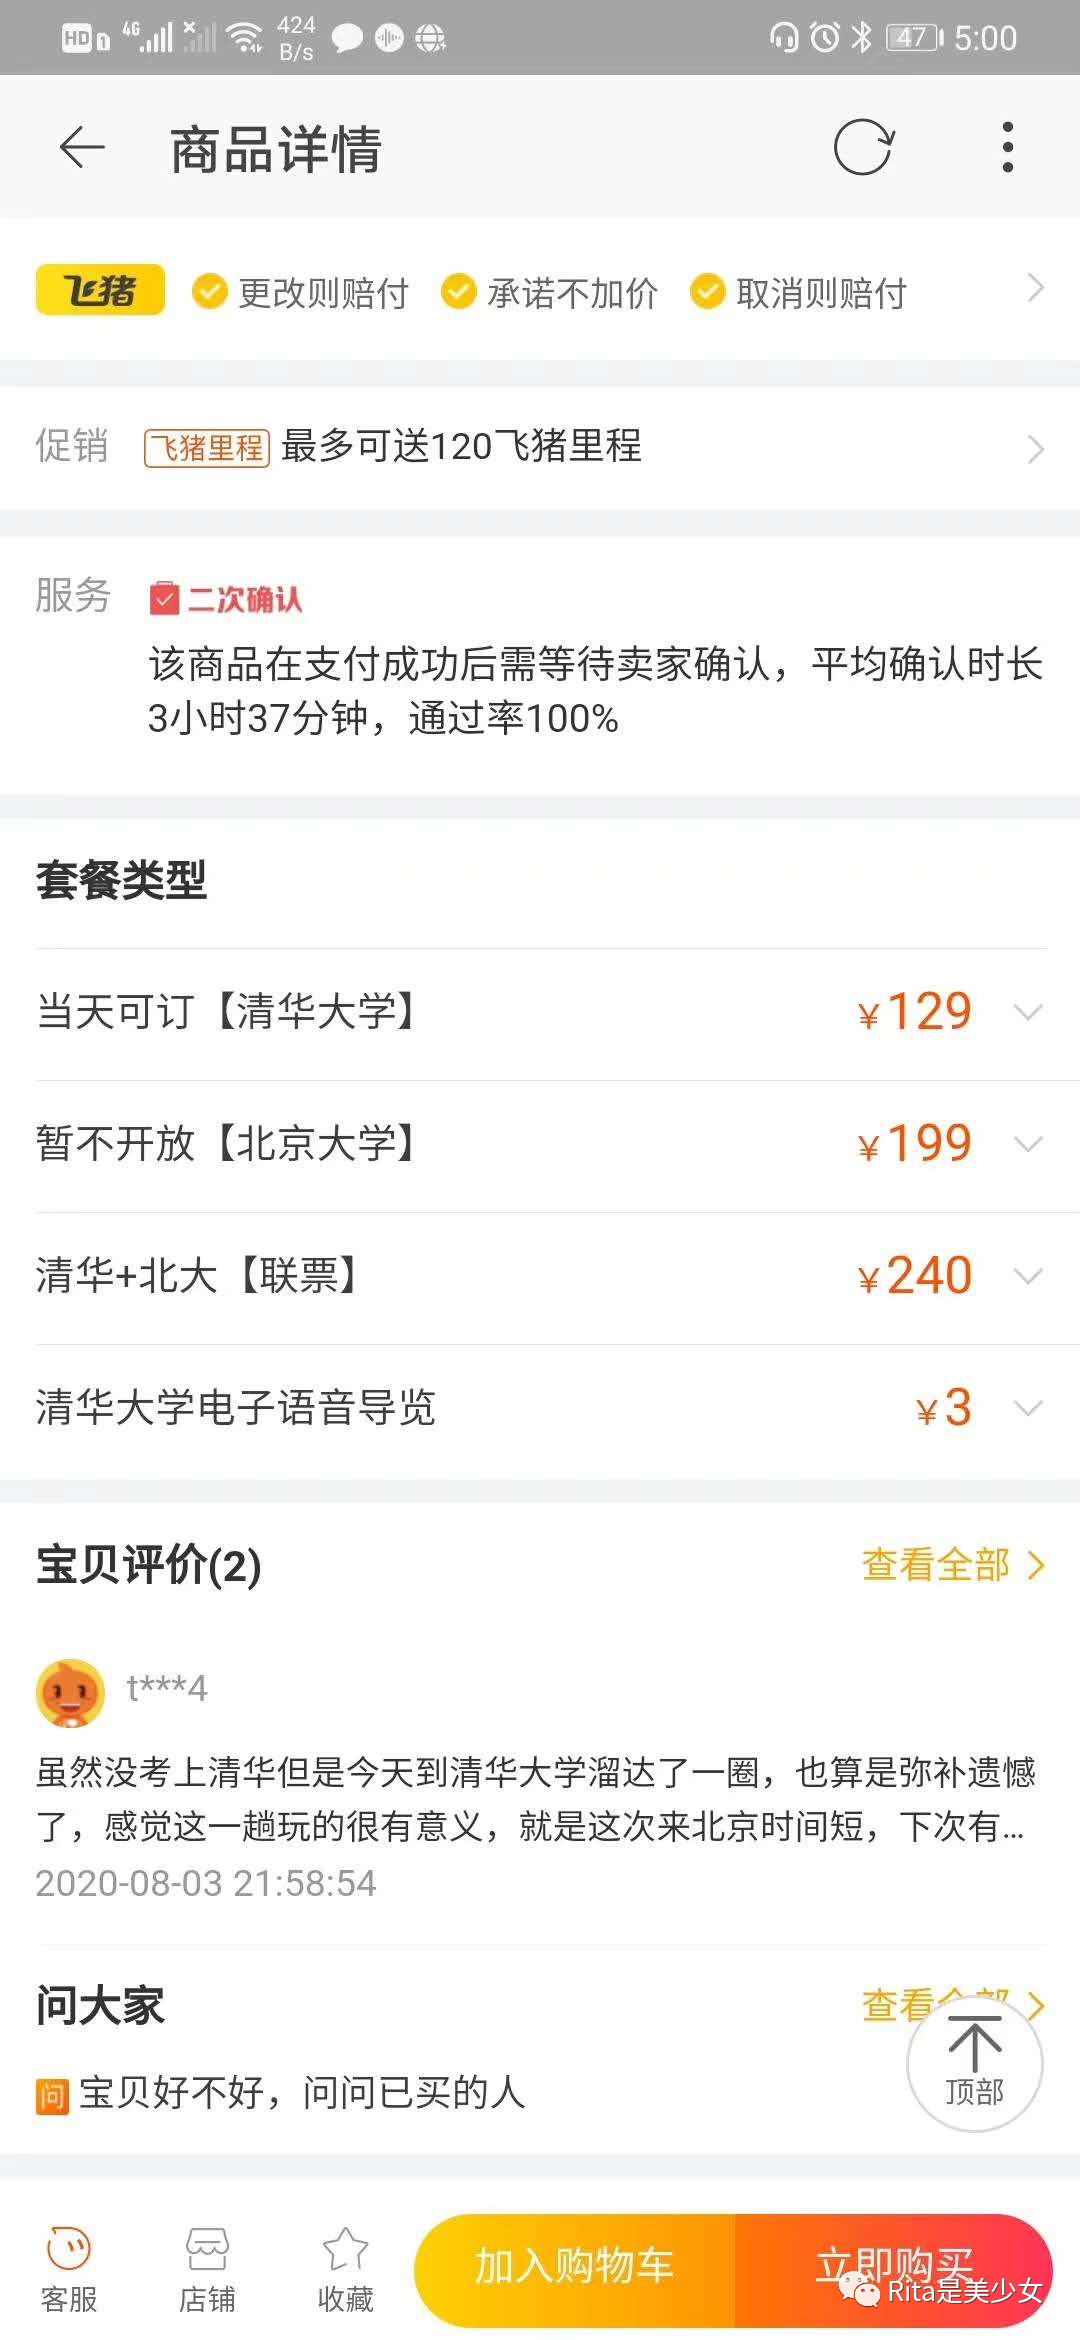 HD 1 4G 424 B/s 47 5:00
商品详情
飞猪 更改则赔付 承诺不加价 取消则赔付
促销 飞猪里程 最多可送120飞猪里程
服务 二次确认
该商品在支付成功后需等待卖家确认，平均确认时长
3小时37分钟，通过率100%
套餐类型
当天可订【清华大学】 ¥129
暂不开放【北京大学】 ¥199
清华+北大【联票】 ¥240
清华大学电子语音导览 ¥3
宝贝评价(2) 查看全部
t***4
虽然没考上清华但是今天到清华大学溜达了一圈，也算是弥补遗憾
了，感觉这一趟玩的很有意义，就是这次来北京时间短，下次有...
2020-08-03 21:58:54
问大家 查看全部
问 宝贝好不好，问问已买的人
顶部
客服 店铺 收藏 加入购物车 立即购买
Rita是美少女